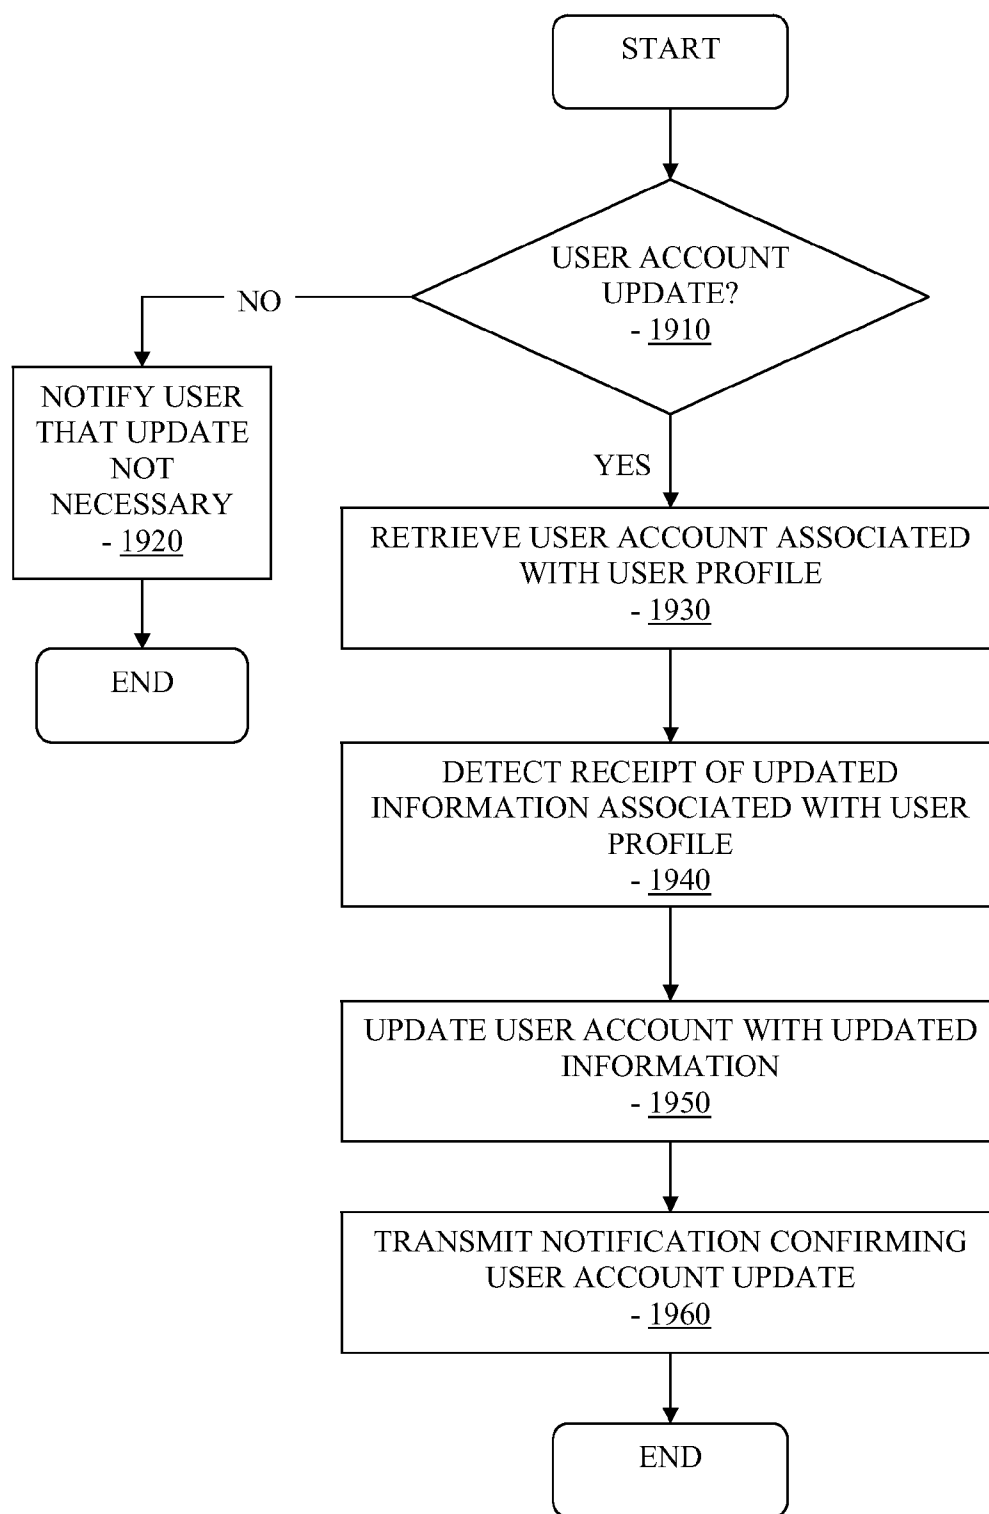 START
USER ACCOUNT
UPDATE?
- 1910
NO
NOTIFY USER
THAT UPDATE
NOT
NECESSARY
- 1920
END
YES
RETRIEVE USER ACCOUNT ASSOCIATED
WITH USER PROFILE
- 1930
DETECT RECEIPT OF UPDATED
INFORMATION ASSOCIATED WITH USER
PROFILE
- 1940
UPDATE USER ACCOUNT WITH UPDATED
INFORMATION
- 1950
TRANSMIT NOTIFICATION CONFIRMING
USER ACCOUNT UPDATE
- 1960
END